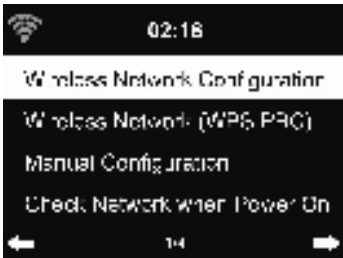 02:16
Wireless Network Configuration
Wireless Network (WPS PBC)
Manual Configuration
Check Network when Power On
1/4